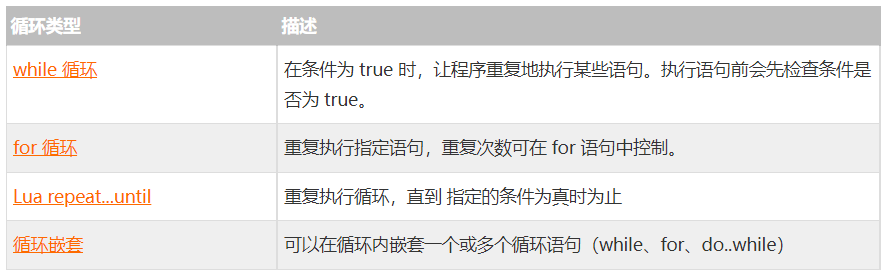 循环类型 描述
while 循环 在条件为 true 时，让程序重复地执行某些语句。执行语句前会先检查条件是
否为 true。
for 循环 重复执行指定语句，重复次数可在 for 语句中控制。
Lua repeat...until 重复执行循环，直到 指定的条件为真时为止
循环嵌套 可以在循环内嵌套一个或多个循环语句（while、for、do..while）